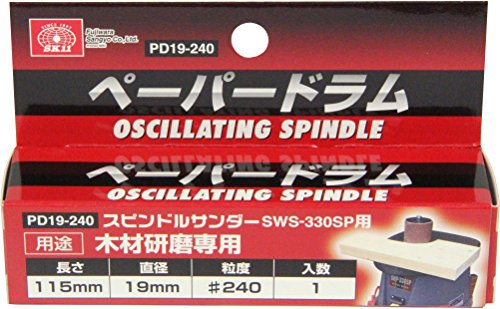 SK11
Fujiwara
Sangyo Co.,Ltd.
PD19-240
ペーパードラム
OSCILLATING SPINDLE
ペーパードラム
OSCILLATING SPINDLE
PD19-240 スピンドルサンダーSWS-330SP用
用途 木材研磨専用
長さ 直径 粒度 入数
115mm 19mm #240 1